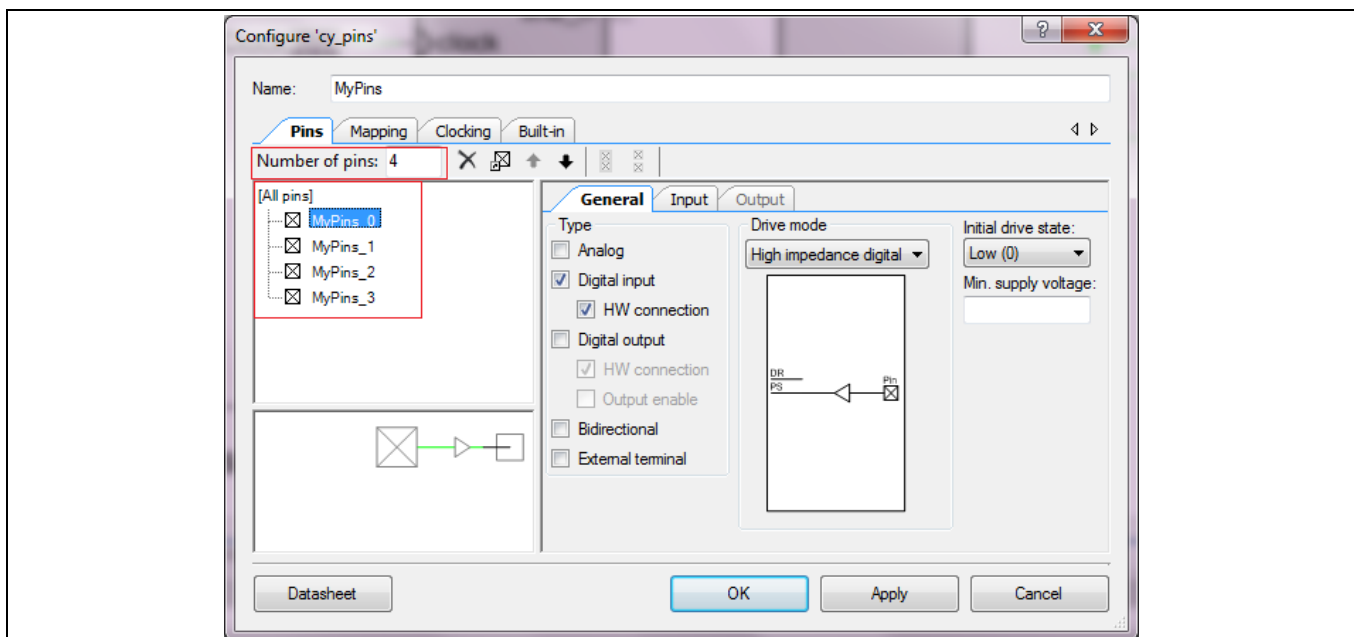 Configure 'cy_pins'
?
Name: MyPins
Pins Mapping Clocking Built-in
Number of pins: 4
[All pins]
MyPins_0
MyPins_1
MyPins_2
MyPins_3
General Input Output
Type
Analog
Digital input
HW connection
Digital output
HW connection
Output enable
Bidirectional
External terminal
Drive mode
High impedance digital
DR
PS
Pin
Initial drive state:
Low (0)
Min. supply voltage:
Datasheet OK Apply Cancel